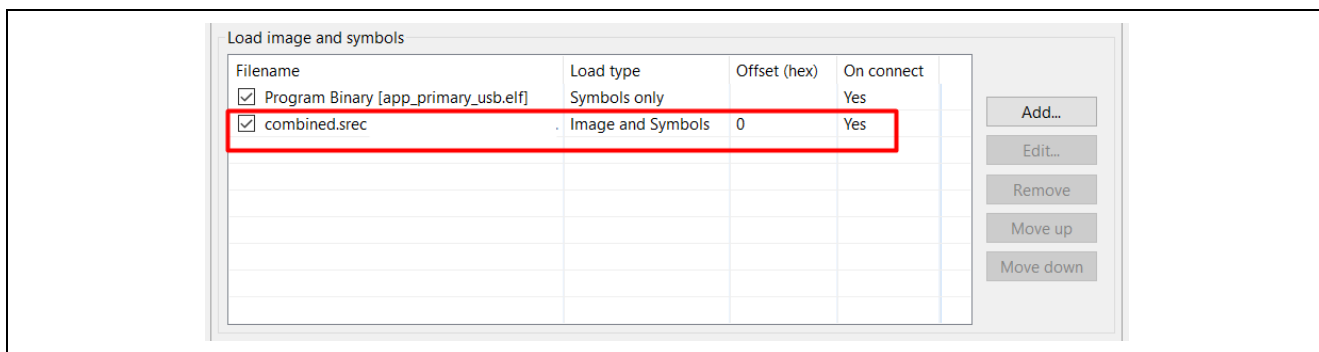 Load image and symbols
Filename Load type Offset (hex) On connect
Program Binary [app_primary_usb.elf] Symbols only Yes
combined.srec . Image and Symbols 0 Yes
Add...
Edit...
Remove
Move up
Move down